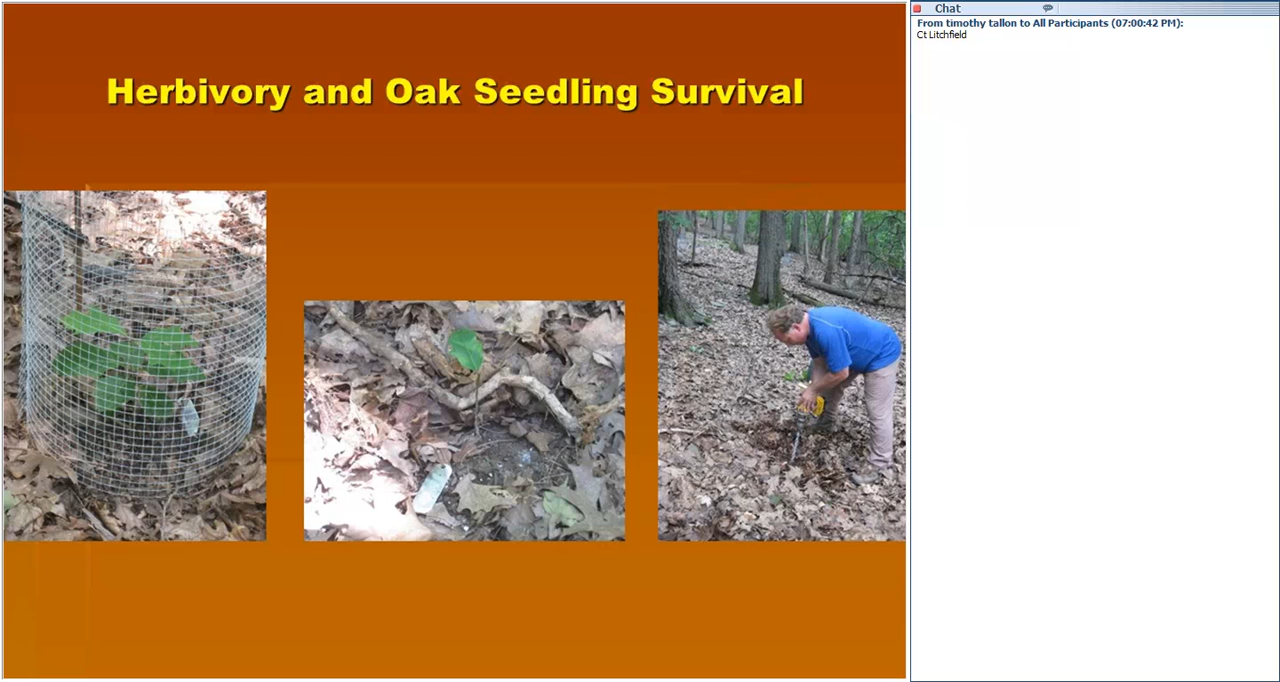 Herbivory and Oak Seedling Survival
Chat
From timothy tallon to All Participants (07:00:42 PM):
Ct Litchfield